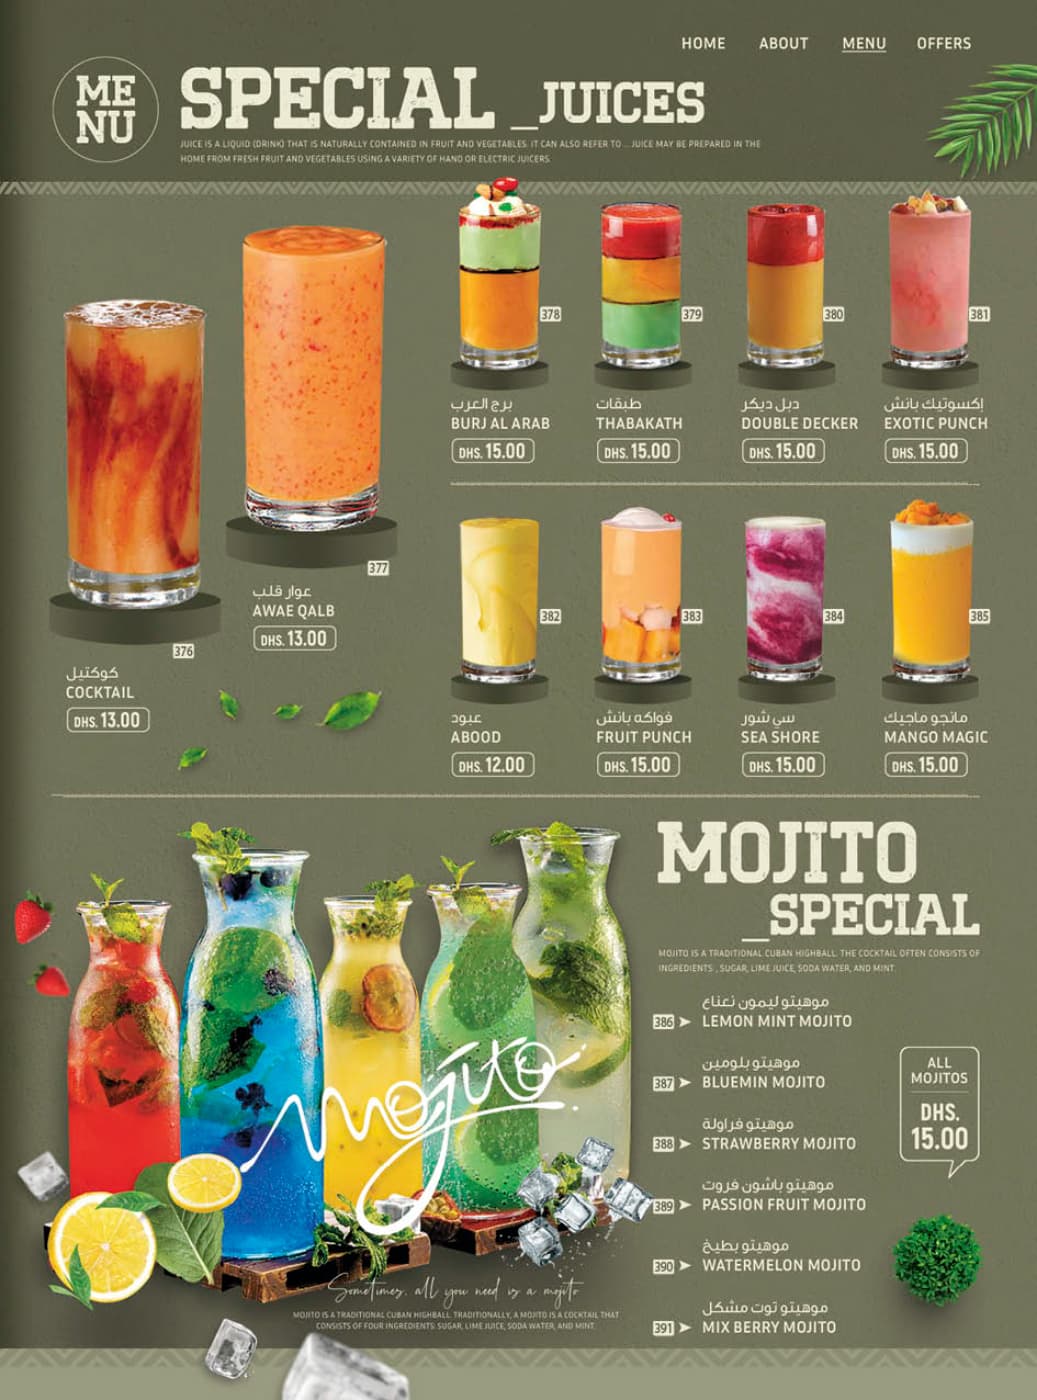 HOME ABOUT MENU OFFERS
ME
NU
SPECIAL _JUICES
JUICE IS A LIQUID (DRINK) THAT IS NATURALLY CONTAINED IN FRUIT AND VEGETABLES. IT CAN ALSO REFER TO ... JUICE MAY BE PREPARED IN THE
HOME FROM FRESH FRUIT AND VEGETABLES USING A VARIETY OF HAND OR ELECTRIC JUICERS.
376
كوكتيل
COCKTAIL
DHS. 13.00
377
عوار قلب
AWAE QALB
DHS. 13.00
378
برج العرب
BURJ AL ARAB
DHS. 15.00
379
طبقات
THABAKATH
DHS. 15.00
380
دبل ديكر
DOUBLE DECKER
DHS. 15.00
381
إكسوتيك بانش
EXOTIC PUNCH
DHS. 15.00
382
عبود
ABOOD
DHS. 12.00
383
فواكه بانش
FRUIT PUNCH
DHS. 15.00
384
سي شور
SEA SHORE
DHS. 15.00
385
مانجو ماجيك
MANGO MAGIC
DHS. 15.00
MOJITO
_SPECIAL
MOJITO IS A TRADITIONAL CUBAN HIGHBALL. THE COCKTAIL OFTEN CONSISTS OF
INGREDIENTS , SUGAR, LIME JUICE, SODA WATER, AND MINT.
موهيتو ليمون نعناع
386 LEMON MINT MOJITO
موهيتو بلومين
387 BLUEMIN MOJITO
موهيتو فراولة
388 STRAWBERRY MOJITO
موهيتو باشون فروت
389 PASSION FRUIT MOJITO
موهيتو بطيخ
390 WATERMELON MOJITO
موهيتو توت مشكل
391 MIX BERRY MOJITO
ALL
MOJITOS
DHS.
15.00
mojito
Sometimes, all you need is a mojito
MOJITO IS A TRADITIONAL CUBAN HIGHBALL. TRADITIONALLY, A MOJITO IS A COCKTAIL THAT
CONSISTS OF FOUR INGREDIENTS: SUGAR, LIME JUICE, SODA WATER, AND MINT.